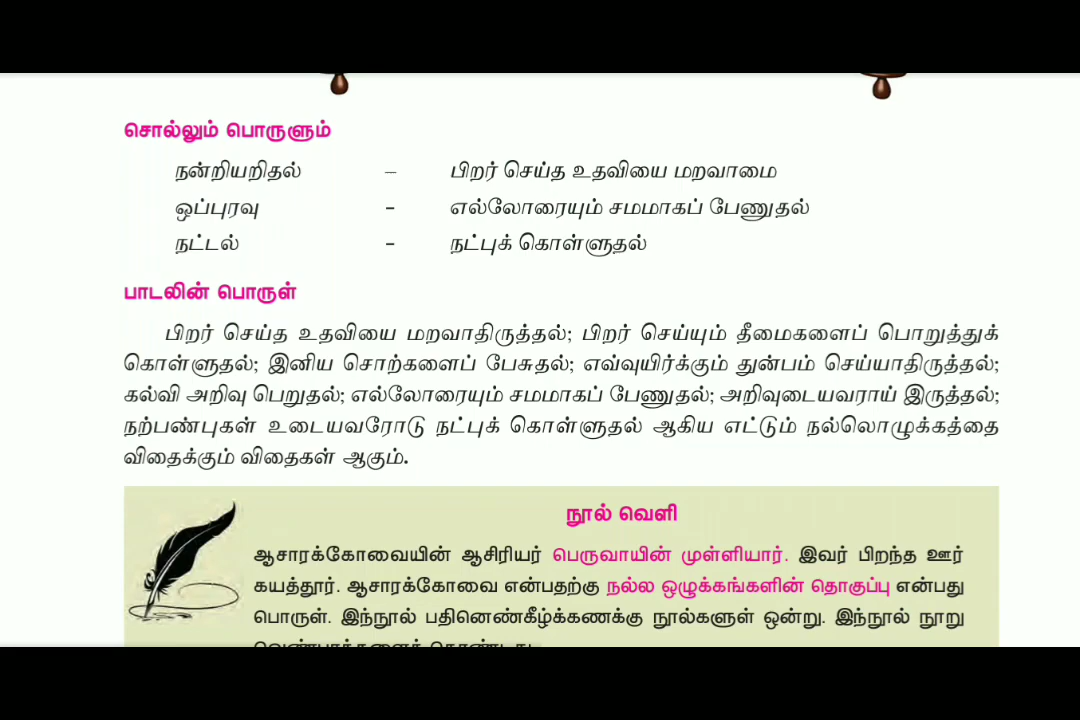 சொல்லும் பொருளும்
நன்றியறிதல் – பிறர் செய்த உதவியை மறவாமை
ஒப்புரவு - எல்லோரையும் சமமாகப் பேணுதல்
நட்டல் - நட்புக் கொள்ளுதல்
பாடலின் பொருள்
பிறர் செய்த உதவியை மறவாதிருத்தல்; பிறர் செய்யும் தீமைகளைப் பொறுத்துக்
கொள்ளுதல்; இனிய சொற்களைப் பேசுதல்; எவ்வுயிர்க்கும் துன்பம் செய்யாதிருத்தல்;
கல்வி அறிவு பெறுதல்; எல்லோரையும் சமமாகப் பேணுதல்; அறிவுடையவராய் இருத்தல்;
நற்பண்புகள் உடையவரோடு நட்புக் கொள்ளுதல் ஆகிய எட்டும் நல்லொழுக்கத்தை
விதைக்கும் விதைகள் ஆகும்.
நூல் வெளி
ஆசாரக்கோவையின் ஆசிரியர் பெருவாயின் முள்ளியார். இவர் பிறந்த ஊர்
கயத்தூர். ஆசாரக்கோவை என்பதற்கு நல்ல ஒழுக்கங்களின் தொகுப்பு என்பது
பொருள். இந்நூல் பதினெண்கீழ்க்கணக்கு நூல்களுள் ஒன்று. இந்நூல் நூறு